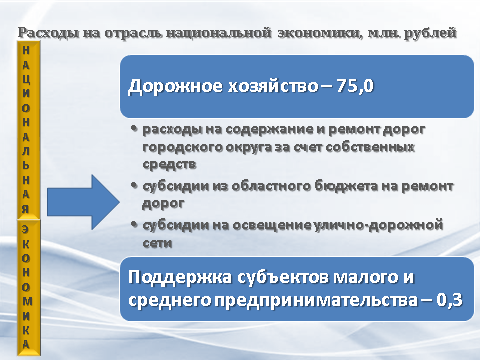 Расходы на отрасль национальной экономики, млн. рублей
НАЦИОНАЛЬНАЯ ЭКОНОМИКА
Дорожное хозяйство – 75,0
• расходы на содержание и ремонт дорог
городского округа за счет собственных
средств
• субсидии из областного бюджета на ремонт
дорог
• субсидии на освещение улично-дорожной
сети
Поддержка субъектов малого и
среднего предпринимательства – 0,3